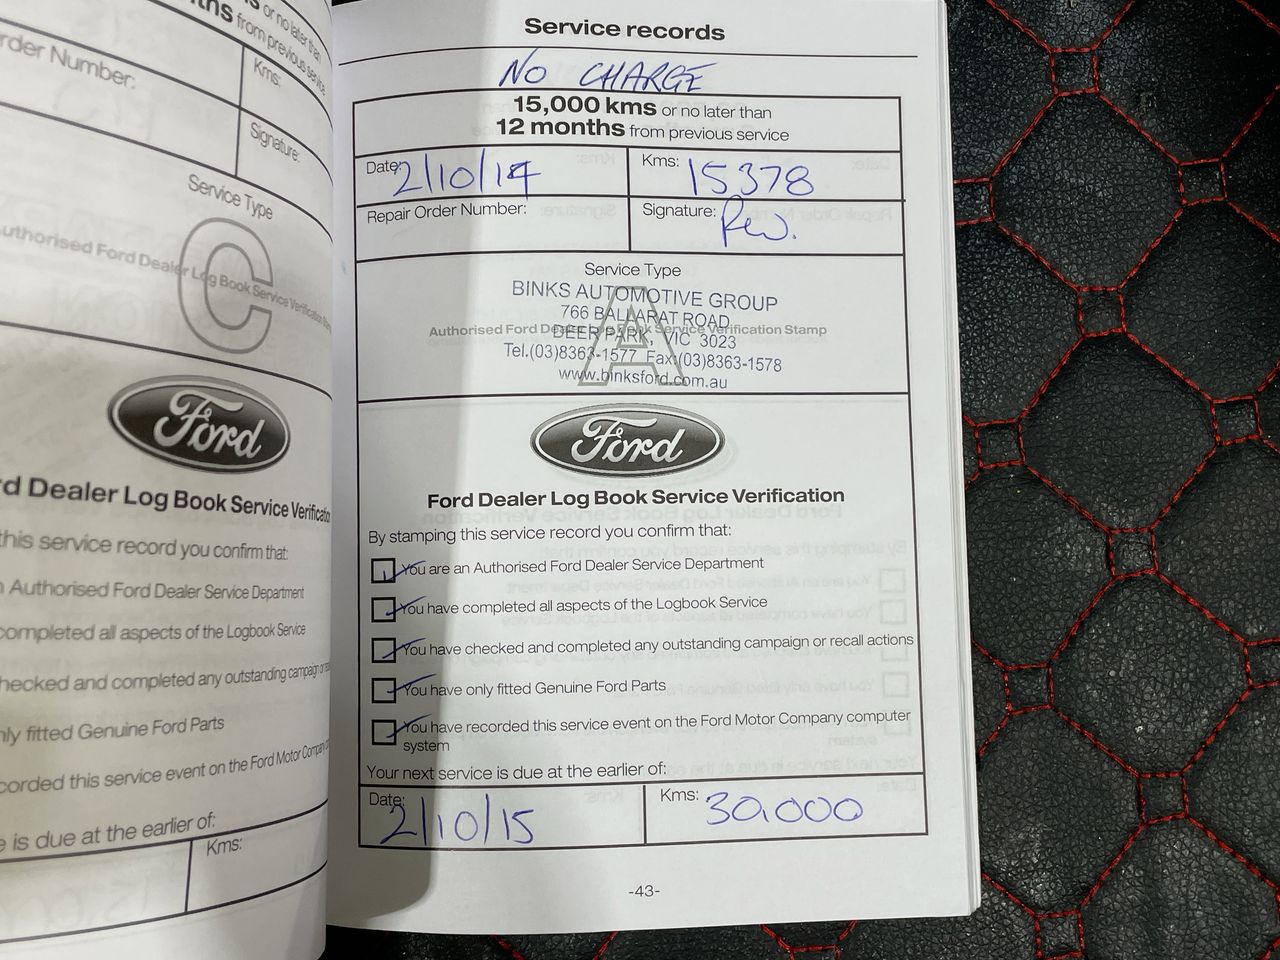 or no later than
from previous service
Order Number:
Kms:
Signature:
Service Type
C
Authorised Ford Dealer Log Book Service Verification Stamp
Ford
Dealer Log Book Service
this service record you confirm that:
Authorised Ford Dealer Service Department
completed all aspects of the Logbook Service
checked and completed any outstanding campaign
fitted Genuine Ford Parts
recorded this service event on the Ford Motor Company
is due at the earlier of:
Kms:
Service records
NO CHARGE
15,000 kms or no later than
12 months from previous service
Date: 2/10/14
Kms: 15378
Repair Order Number:
Signature:
Service Type
A
BINKS AUTOMOTIVE GROUP
766 BALLARAT ROAD
Authorised Ford Dealer Log Book Service Verification Stamp
DEER PARK, VIC 3023
Tel.(03)8363-1577 Fax:(03)8363-1578
www.binksford.com.au
Ford
Ford Dealer Log Book Service Verification
By stamping this service record you confirm that:
You are an Authorised Ford Dealer Service Department
You have completed all aspects of the Logbook Service
You have checked and completed any outstanding campaign or recall actions
You have only fitted Genuine Ford Parts
You have recorded this service event on the Ford Motor Company computer
system
Your next service is due at the earlier of:
Date: 2/10/15
Kms: 30,000
-43-